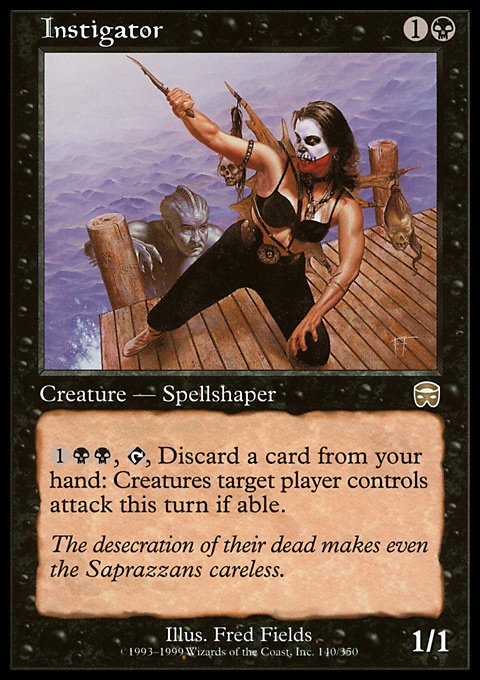 Instigator 1
Creature — Spellshaper
1 , , Discard a card from your
hand: Creatures target player controls
attack this turn if able.
The desecration of their dead makes even
the Saprazzans careless.
Illus. Fred Fields
©1993–1999 Wizards of the Coast, Inc. 140/350
1/1
FF